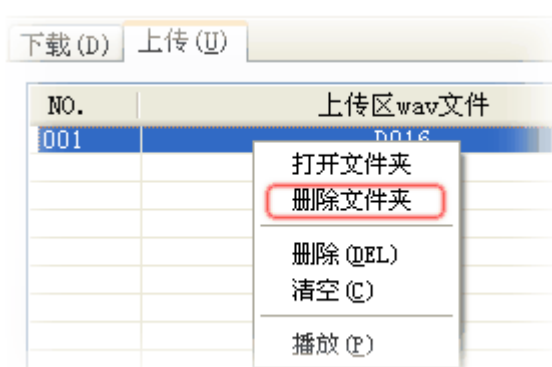 下载(D) 上传(U)
NO. 上传区wav文件
001 D016
打开文件夹
删除文件夹
删除(DEL)
清空(C)
播放(P)